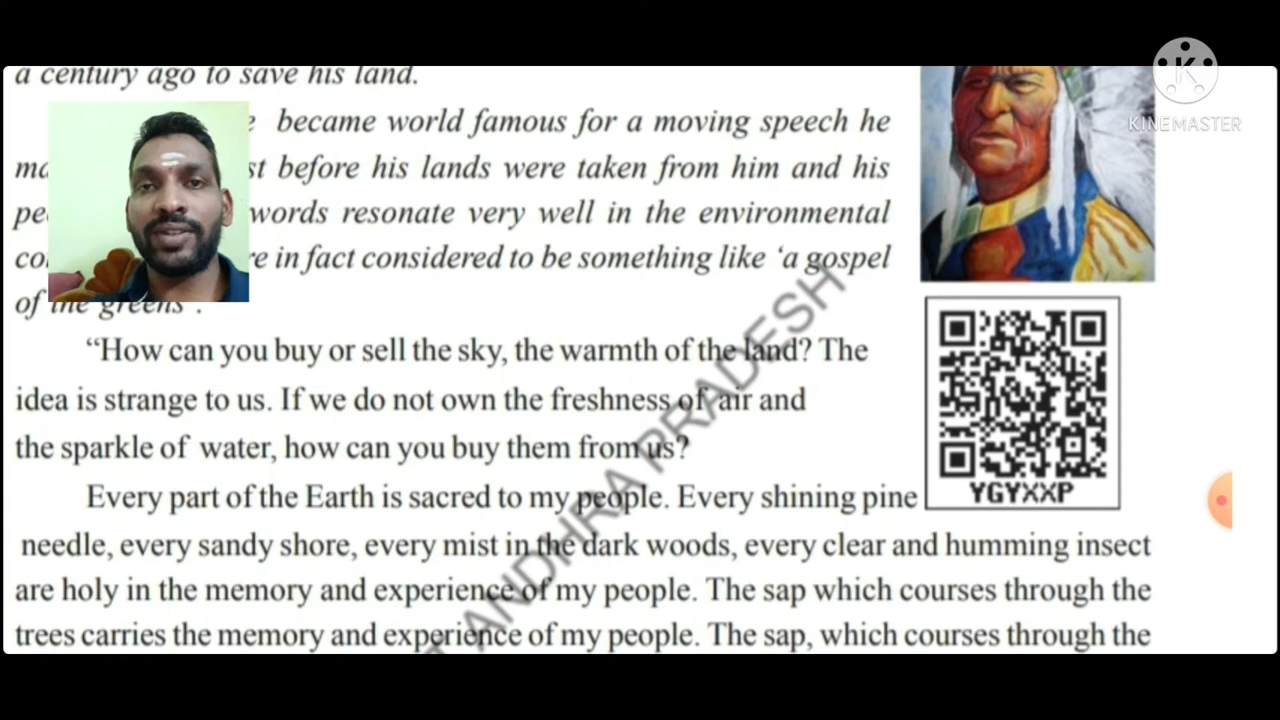 a century ago to save his land.
became world famous for a moving speech he
st before his lands were taken from him and his
words resonate very well in the environmental
re in fact considered to be something like ‘a gospel
of the greens’.
“How can you buy or sell the sky, the warmth of the land? The
idea is strange to us. If we do not own the freshness of air and
the sparkle of water, how can you buy them from us?
Every part of the Earth is sacred to my people. Every shining pine
needle, every sandy shore, every mist in the dark woods, every clear and humming insect
are holy in the memory and experience of my people. The sap which courses through the
trees carries the memory and experience of my people. The sap, which courses through the
ANDHRA PRADESH
K
KINEMASTER
YGYXXP